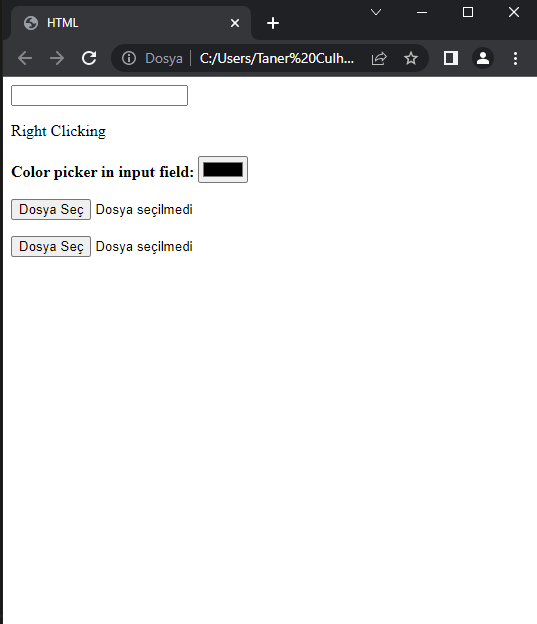 HTML
Dosya C:/Users/Taner%20Culh...
Right Clicking
Color picker in input field:
Dosya Seç Dosya seçilmedi
Dosya Seç Dosya seçilmedi